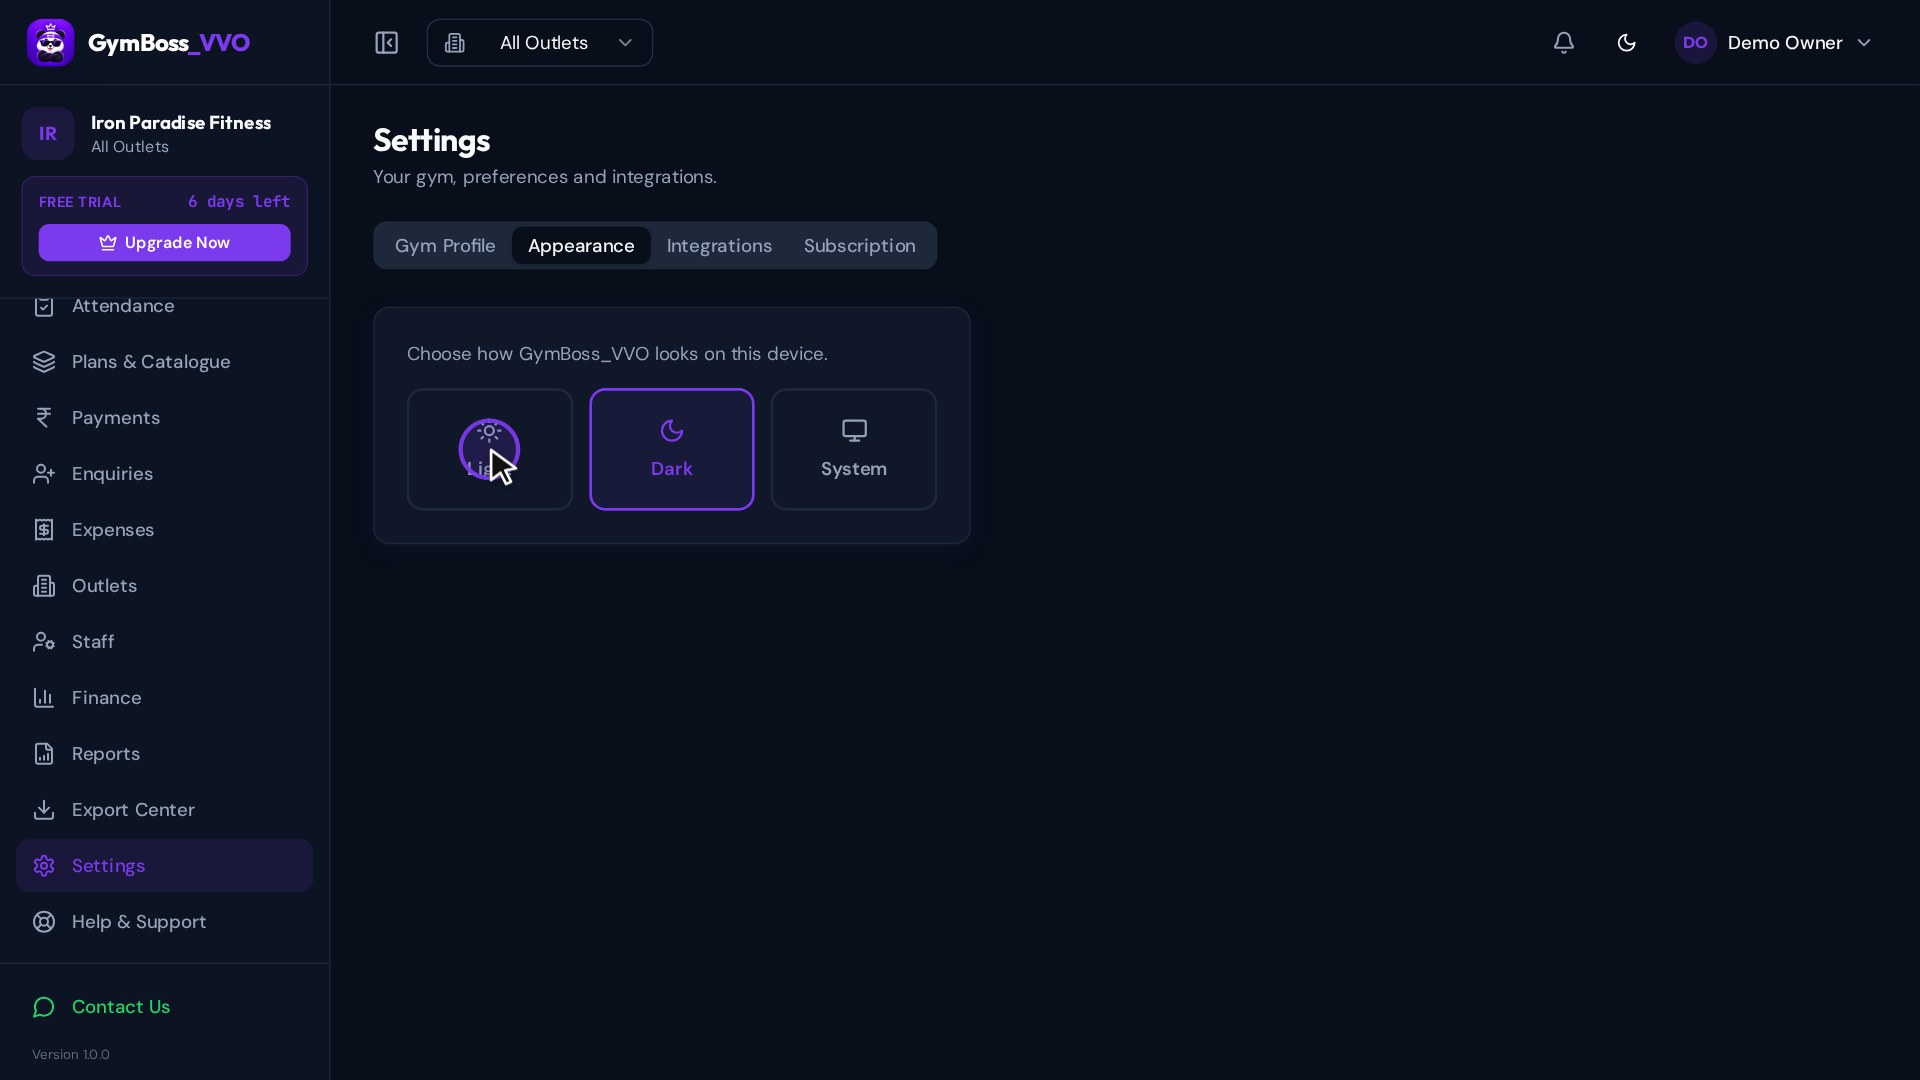 GymBoss_VVO
All Outlets
DO Demo Owner
IR
Iron Paradise Fitness
All Outlets
FREE TRIAL 6 days left
Upgrade Now
Attendance
Plans & Catalogue
Payments
Enquiries
Expenses
Outlets
Staff
Finance
Reports
Export Center
Settings
Help & Support
Contact Us
Version 1.0.0
Settings
Your gym, preferences and integrations.
Gym Profile Appearance Integrations Subscription
Choose how GymBoss_VVO looks on this device.
Dark System